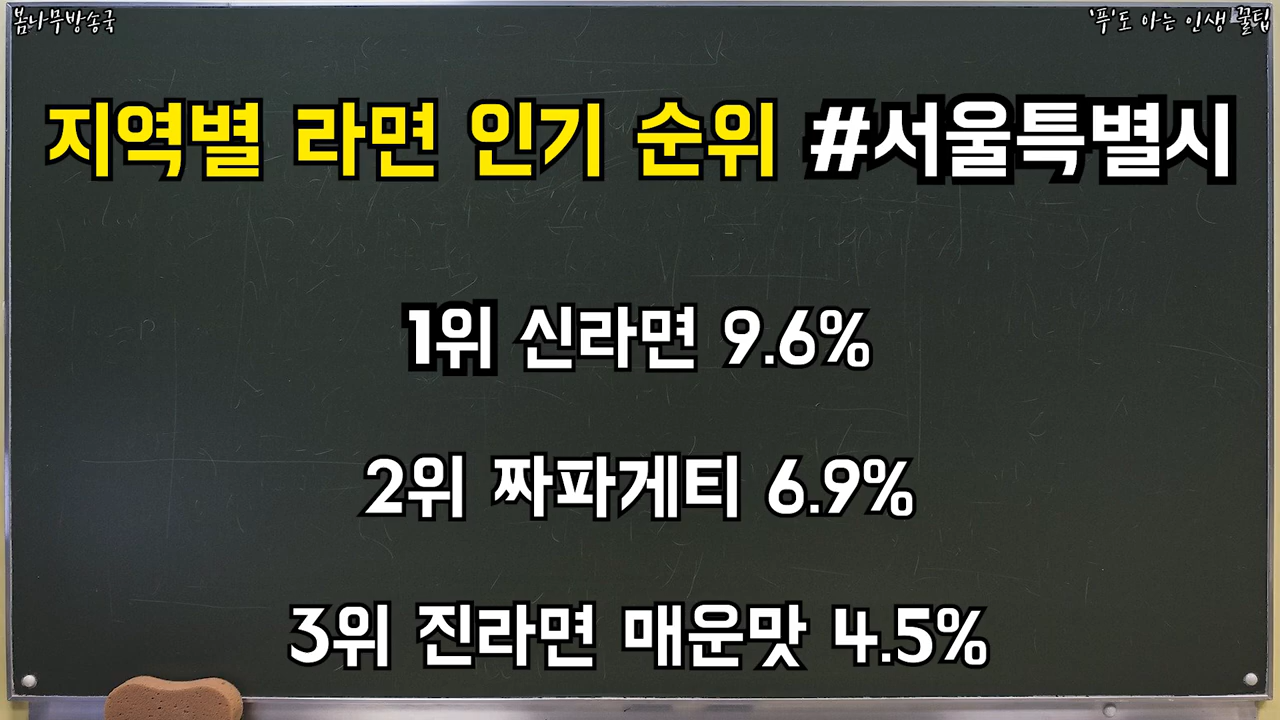 봄나무방송국
'푸'도 아는 인생 꿀팁
지역별 라면 인기 순위 #서울특별시
1위 신라면 9.6%
2위 짜파게티 6.9%
3위 진라면 매운맛 4.5%